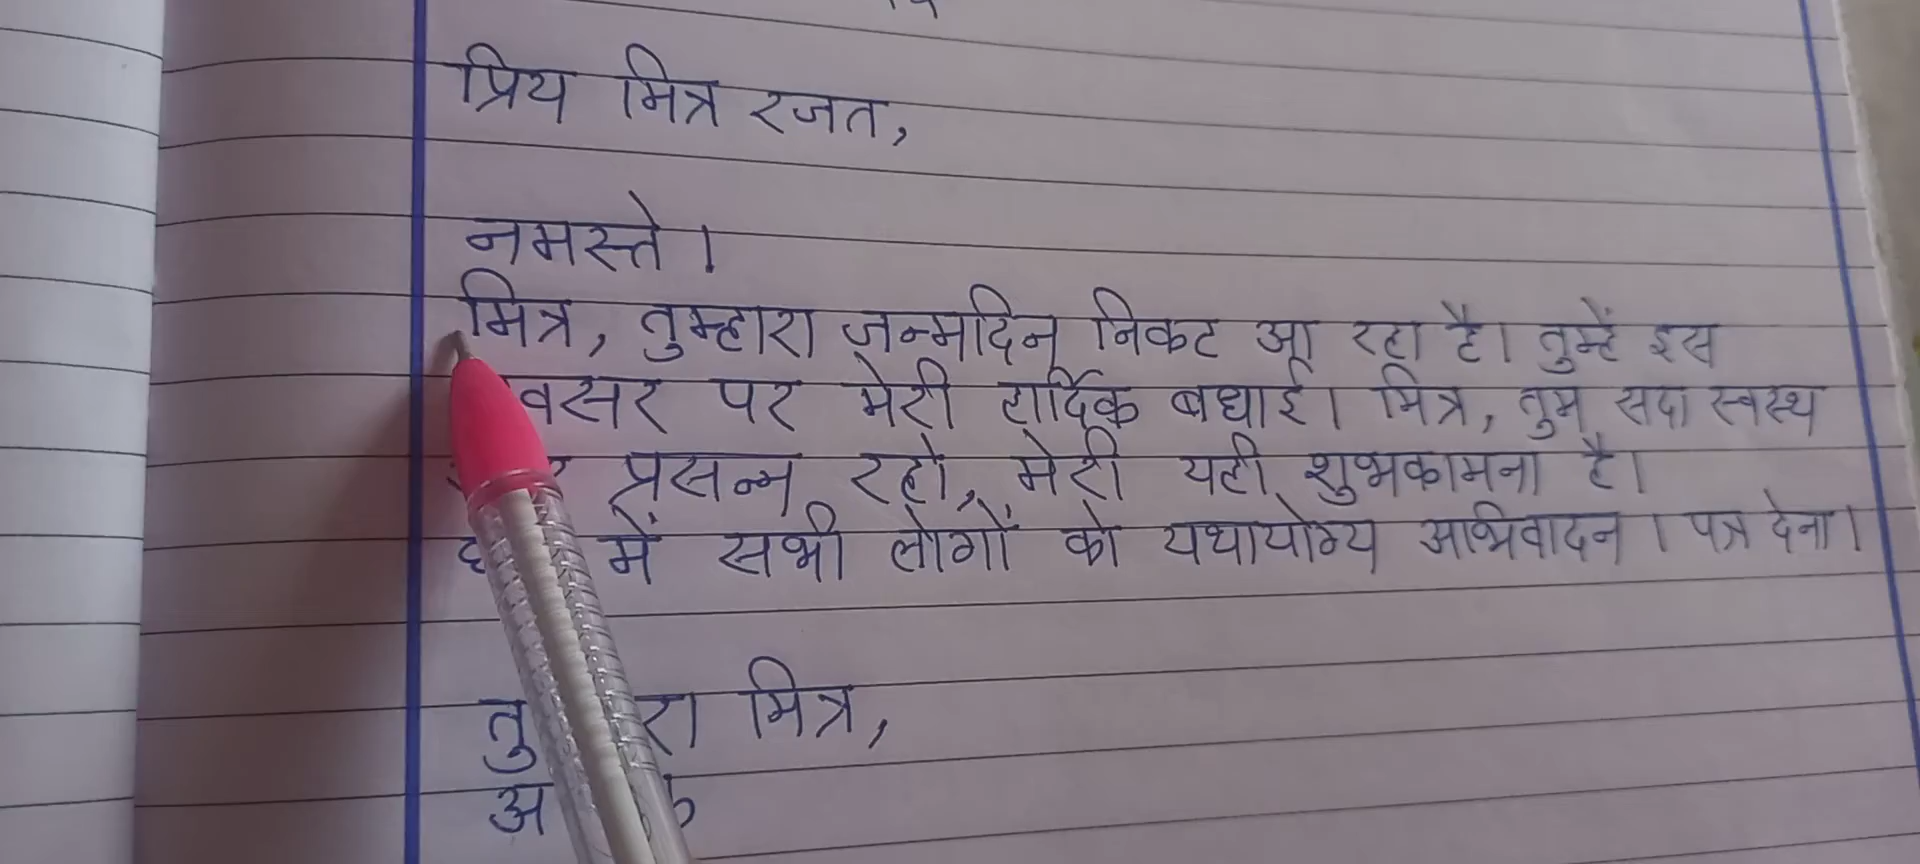 प्रिय मित्र रजत,
नमस्ते।
मित्र, तुम्हारा जन्मदिन निकट आ रहा है। तुम्हें इस
पर मेरी हार्दिक बधाई। मित्र, तुम सदा स्वस्थ
प्रसन्न रहो, मेरी यही शुभकामना है।
में सभी लोगों को यथायोग्य अभिवादन। पत्र देना।
मित्र,